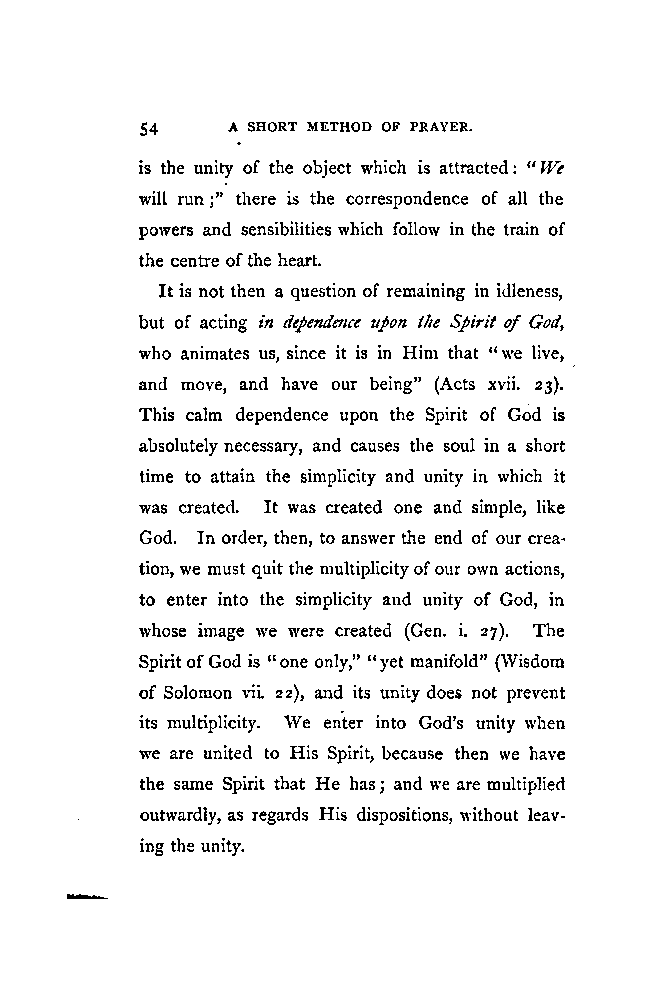 54 A SHORT METHOD OF PRAYER.
is the unity of the object which is attracted: “We
will run;” there is the correspondence of all the
powers and sensibilities which follow in the train of
the centre of the heart.
It is not then a question of remaining in idleness,
but of acting in dependence upon the Spirit of God,
who animates us, since it is in Him that “we live,
and move, and have our being” (Acts xvii. 23).
This calm dependence upon the Spirit of God is
absolutely necessary, and causes the soul in a short
time to attain the simplicity and unity in which it
was created. It was created one and simple, like
God. In order, then, to answer the end of our crea-
tion, we must quit the multiplicity of our own actions,
to enter into the simplicity and unity of God, in
whose image we were created (Gen. i. 27). The
Spirit of God is “one only,” “yet manifold” (Wisdom
of Solomon vii. 22), and its unity does not prevent
its multiplicity. We enter into God’s unity when
we are united to His Spirit, because then we have
the same Spirit that He has; and we are multiplied
outwardly, as regards His dispositions, without leav-
ing the unity.